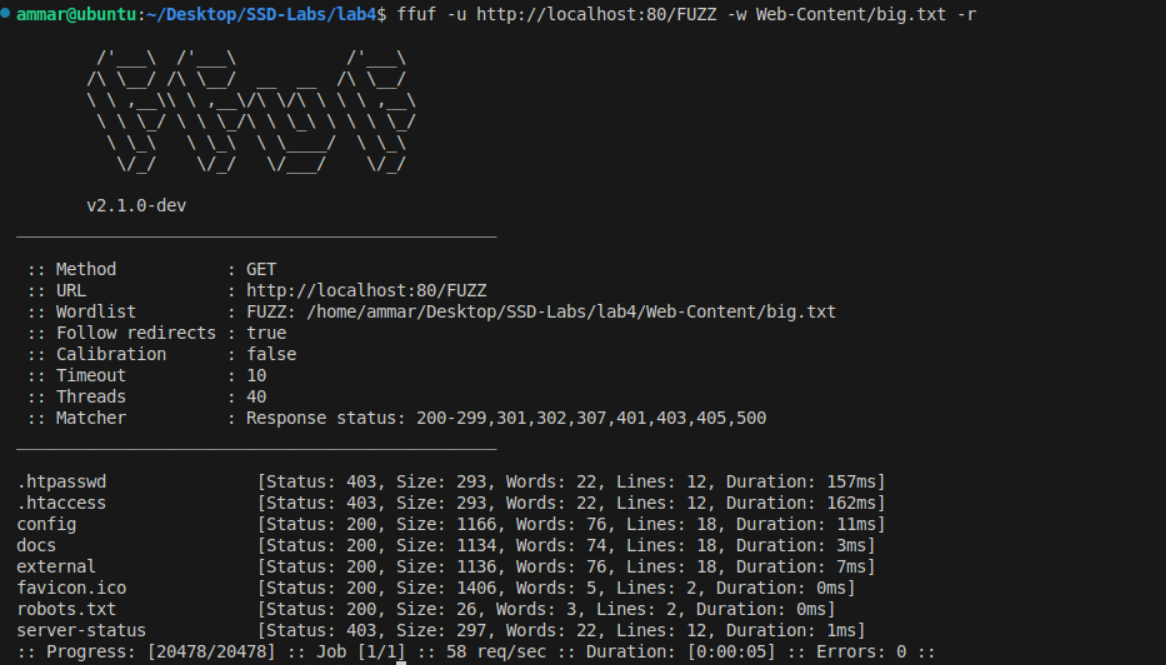 ammar@ubuntu:~/Desktop/SSD-Labs/lab4$ ffuf -u http://localhost:80/FUZZ -w Web-Content/big.txt -r
        /'___\  /'___\           /'___\
       /\ \__/ /\ \__/  __  __  /\ \__/
       \ \ ,__\\ \ ,__\/\ \/\ \ \ \ ,__\
        \ \ \_/ \ \ \_/\ \ \_\ \ \ \ \_/
         \ \_\   \ \_\  \ \____/  \ \_\
          \/_/    \/_/   \/___/    \/_/
v2.1.0-dev
________________________________________________
:: Method           : GET
:: URL              : http://localhost:80/FUZZ
:: Wordlist         : FUZZ: /home/ammar/Desktop/SSD-Labs/lab4/Web-Content/big.txt
:: Follow redirects : true
:: Calibration      : false
:: Timeout          : 10
:: Threads          : 40
:: Matcher          : Response status: 200-299,301,302,307,401,403,405,500
________________________________________________
.htpasswd               [Status: 403, Size: 293, Words: 22, Lines: 12, Duration: 157ms]
.htaccess               [Status: 403, Size: 293, Words: 22, Lines: 12, Duration: 162ms]
config                  [Status: 200, Size: 1166, Words: 76, Lines: 18, Duration: 11ms]
docs                    [Status: 200, Size: 1134, Words: 74, Lines: 18, Duration: 3ms]
external                [Status: 200, Size: 1136, Words: 76, Lines: 18, Duration: 7ms]
favicon.ico             [Status: 200, Size: 1406, Words: 5, Lines: 2, Duration: 0ms]
robots.txt              [Status: 200, Size: 26, Words: 3, Lines: 2, Duration: 0ms]
server-status           [Status: 403, Size: 297, Words: 22, Lines: 12, Duration: 1ms]
:: Progress: [20478/20478] :: Job [1/1] :: 58 req/sec :: Duration: [0:00:05] :: Errors: 0 ::